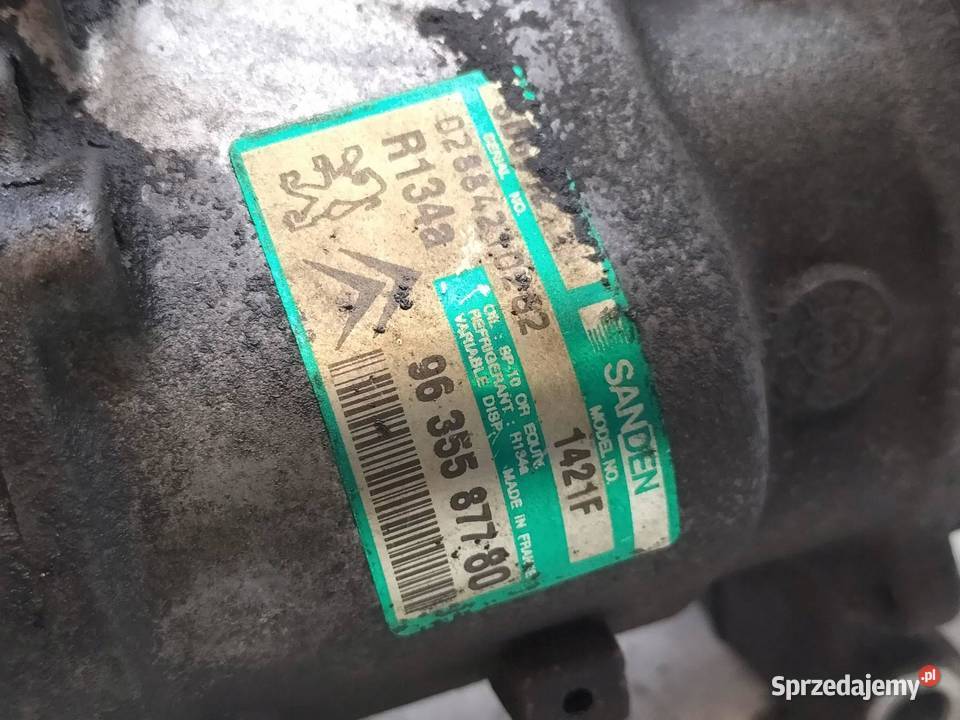 SANDEN
MODEL NO.
1421F
SERIAL NO.
OIL : SP-10 OR EQUIV.
REFRIGERANT : R134a
VARIABLE DISP.
MADE IN
R134a
96 355 877 80
Sprzedajemy.pl